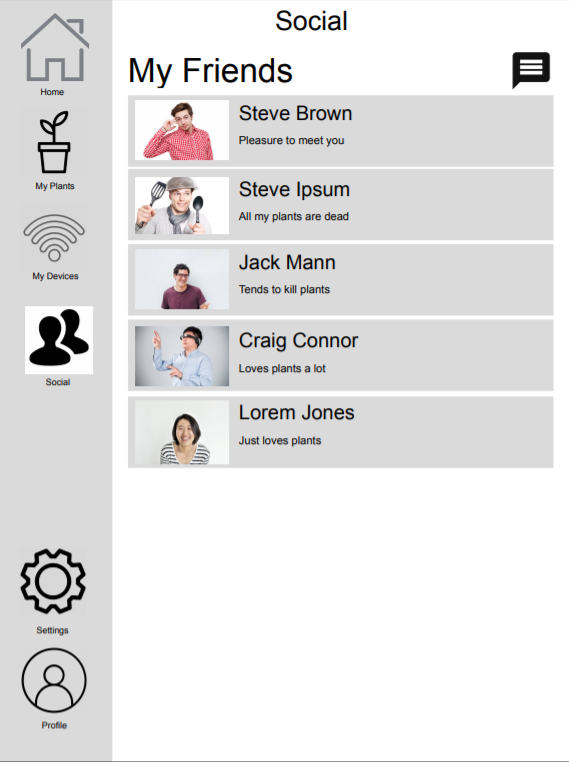 Social
Home
My Plants
My Devices
Social
Settings
Profile
My Friends
Steve Brown
Pleasure to meet you
Steve Ipsum
All my plants are dead
Jack Mann
Tends to kill plants
Craig Connor
Loves plants a lot
Lorem Jones
Just loves plants